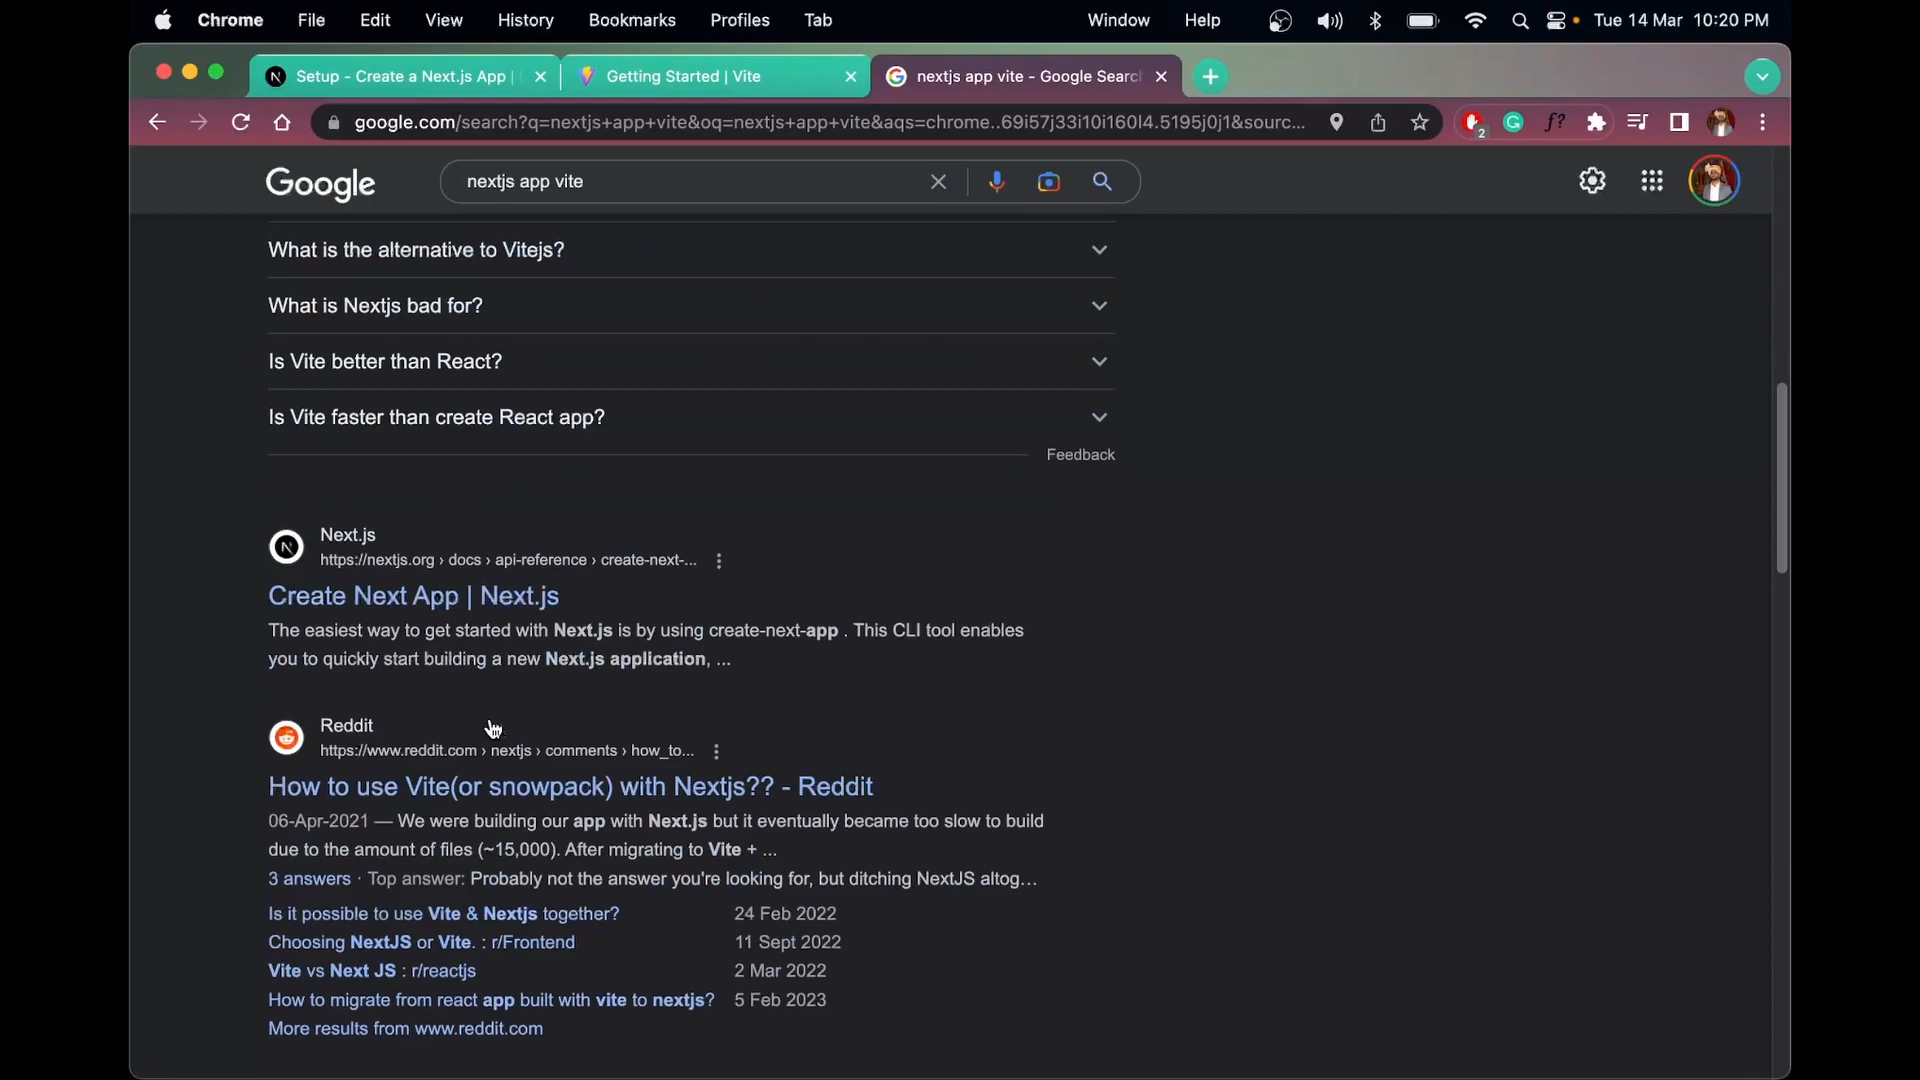 Chrome File Edit View History Bookmarks Profiles Tab Window Help Tue 14 Mar 10:20 PM
Setup - Create a Next.js App | Getting Started | Vite nextjs app vite - Google Search
google.com/search?q=nextjs+app+vite&oq=nextjs+app+vite&aqs=chrome..69i57j33i10i160l4.5195j0j1&sourc... f? 2
Google nextjs app vite
What is the alternative to Vitejs?
What is Nextjs bad for?
Is Vite better than React?
Is Vite faster than create React app?
Feedback
Next.js
https://nextjs.org › docs › api-reference › create-next-...
Create Next App | Next.js
The easiest way to get started with Next.js is by using create-next-app . This CLI tool enables
you to quickly start building a new Next.js application, ...
Reddit
https://www.reddit.com › nextjs › comments › how_to...
How to use Vite(or snowpack) with Nextjs?? - Reddit
06-Apr-2021 — We were building our app with Next.js but it eventually became too slow to build
due to the amount of files (~15,000). After migrating to Vite + ...
3 answers · Top answer: Probably not the answer you're looking for, but ditching NextJS altog...
Is it possible to use Vite & Nextjs together? 24 Feb 2022
Choosing NextJS or Vite. : r/Frontend 11 Sept 2022
Vite vs Next JS : r/reactjs 2 Mar 2022
How to migrate from react app built with vite to nextjs? 5 Feb 2023
More results from www.reddit.com